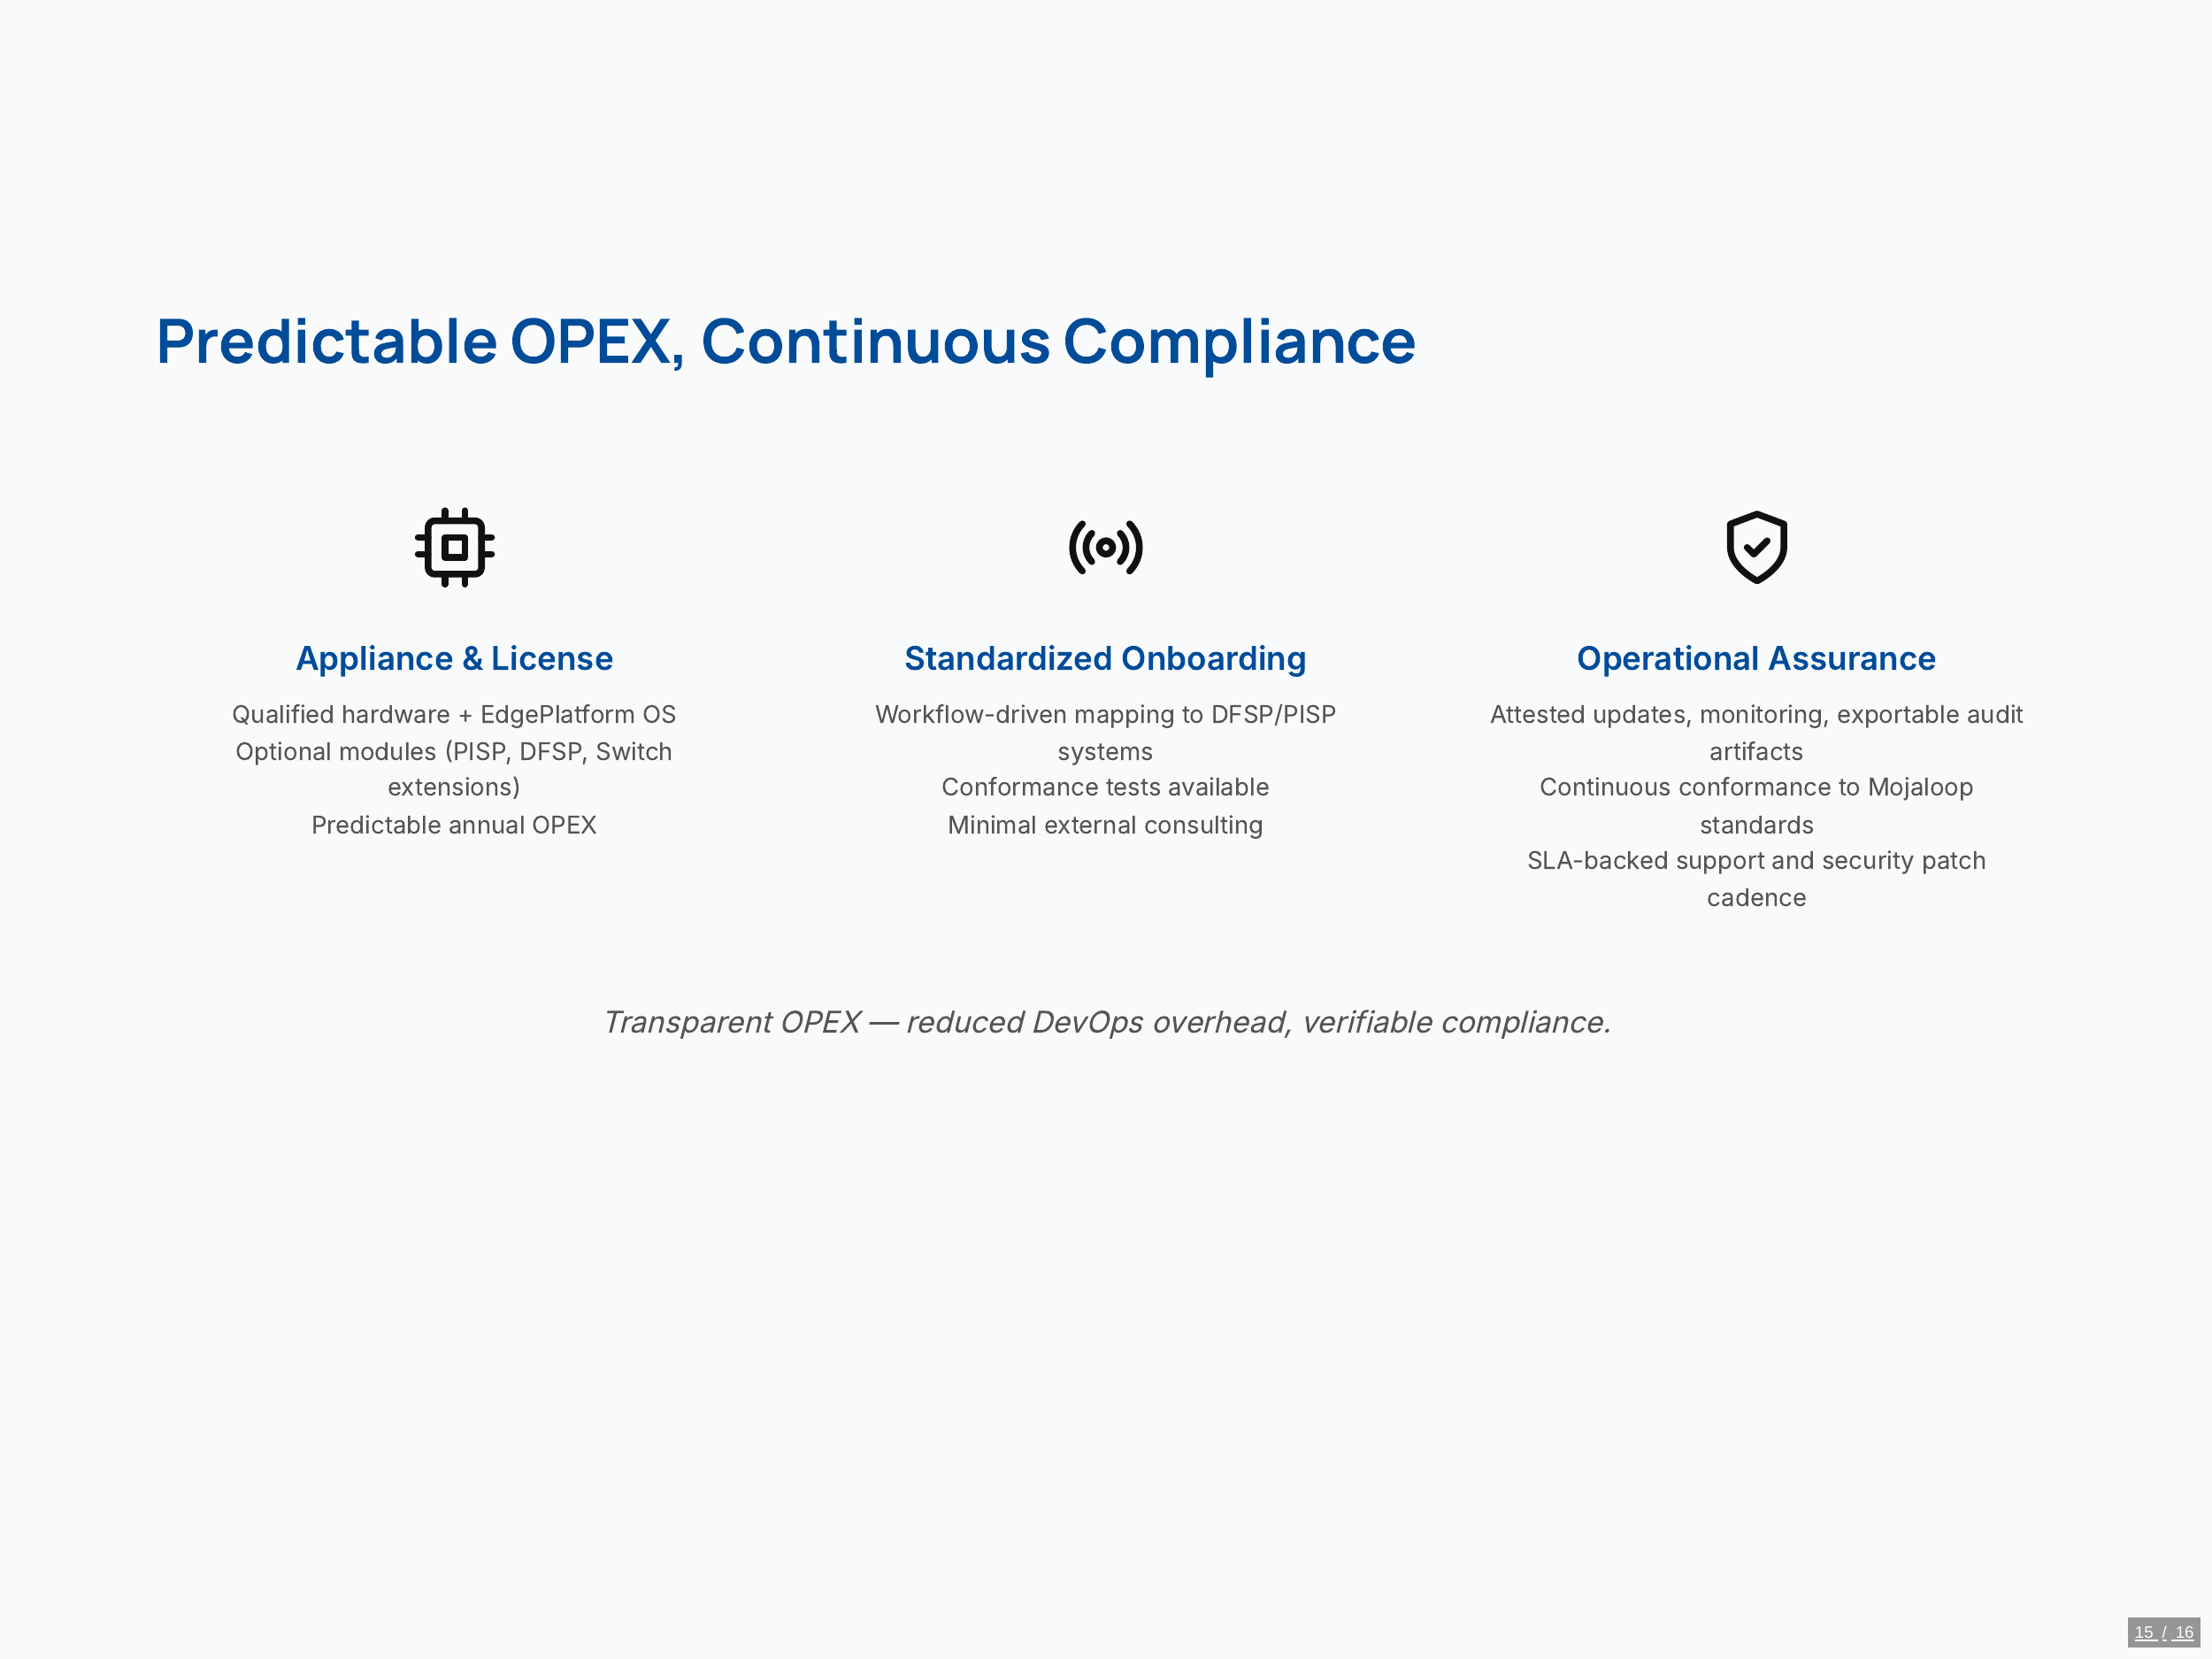 Predictable OPEX, Continuous Compliance
Appliance & License
Qualified hardware + EdgePlatform OS
Optional modules (PISP, DFSP, Switch
extensions)
Predictable annual OPEX
Standardized Onboarding
Workflow-driven mapping to DFSP/PISP
systems
Conformance tests available
Minimal external consulting
Operational Assurance
Attested updates, monitoring, exportable audit
artifacts
Continuous conformance to Mojaloop
standards
SLA-backed support and security patch
cadence
Transparent OPEX — reduced DevOps overhead, verifiable compliance.
15 / 16